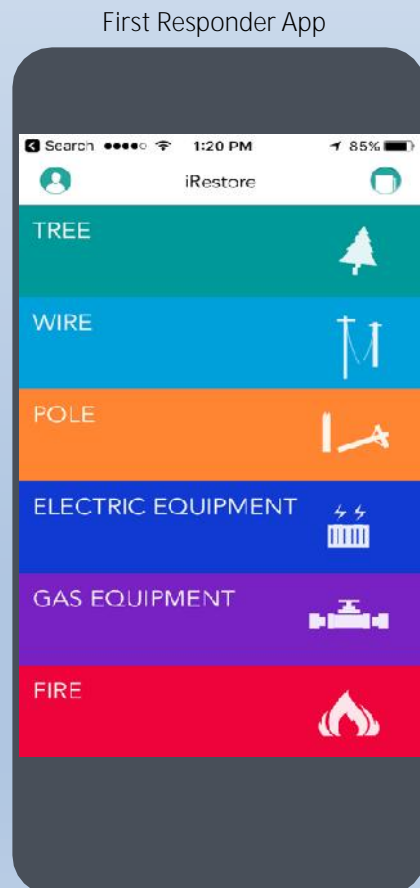 First Responder App
Search 1:20 PM 85%
iRestore
TREE
WIRE
POLE
ELECTRIC EQUIPMENT
GAS EQUIPMENT
FIRE